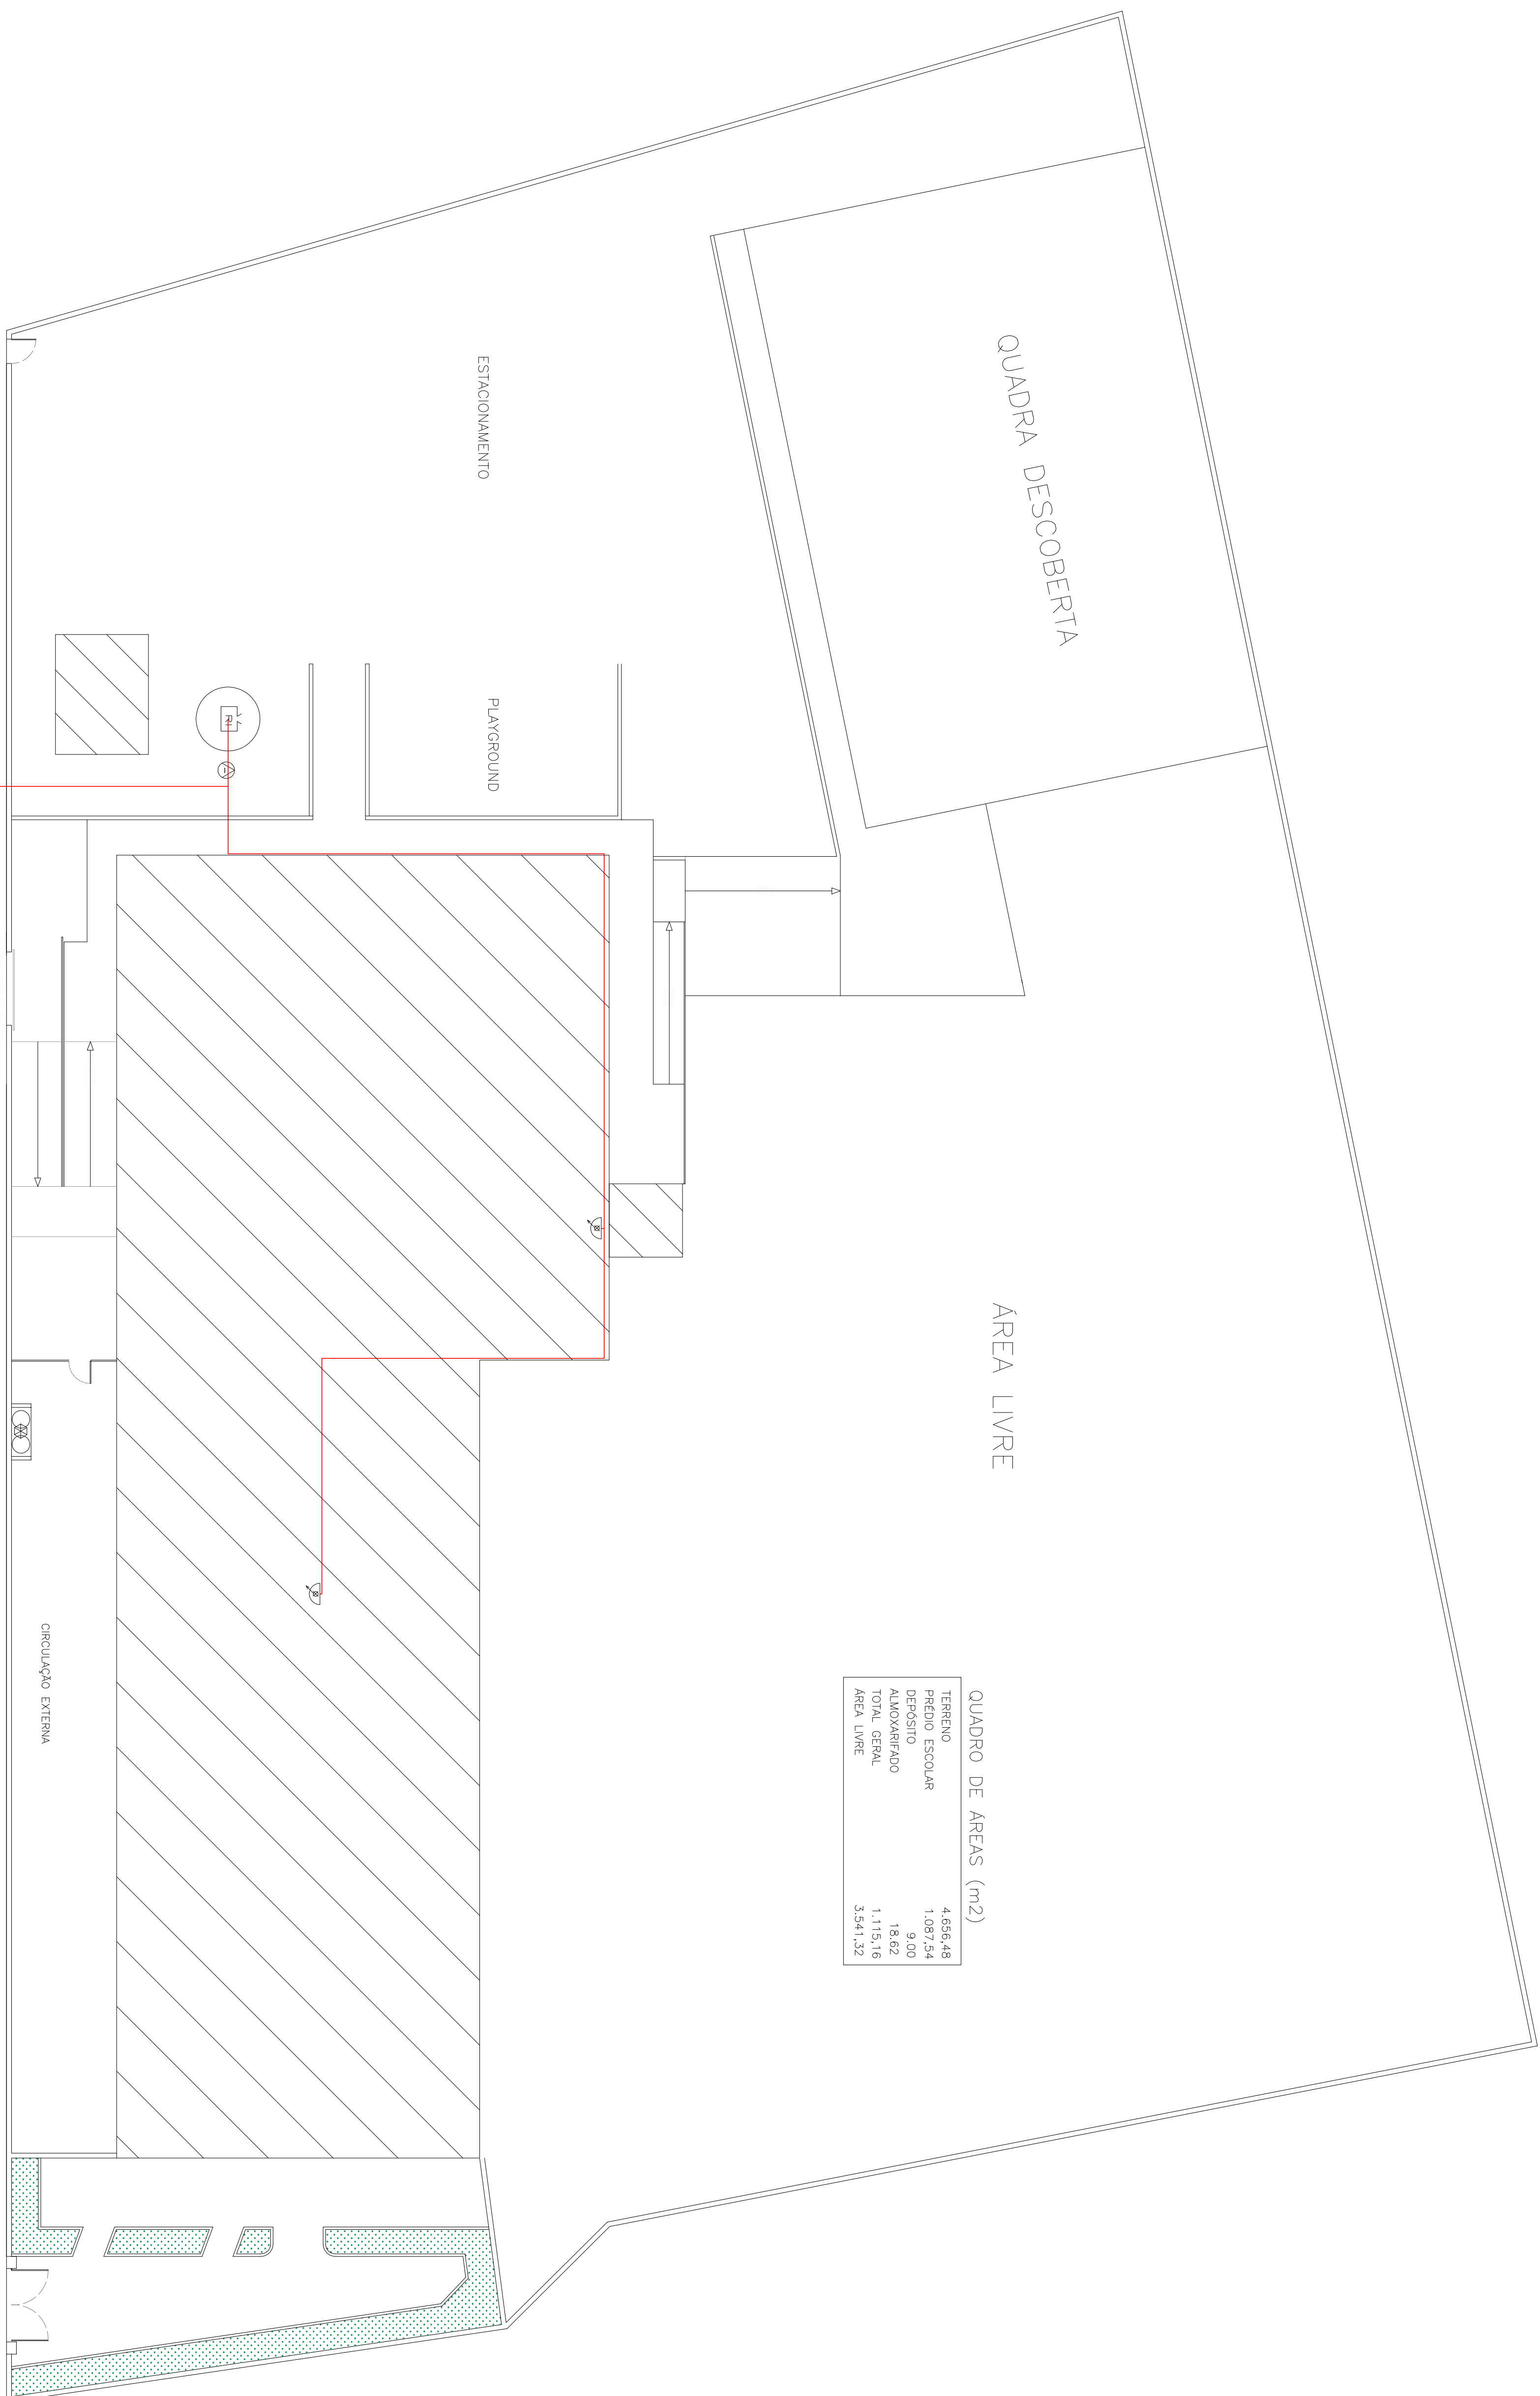 QUADRA DESCOBERTA
ESTACIONAMENTO
PLAYGROUND
RI
ÁREA LIVRE
QUADRO DE ÁREAS (m2)
TERRENO 4.656,48
PRÉDIO ESCOLAR 1.087,54
DEPÓSITO 9.00
ALMOXARIFADO 18.62
TOTAL GERAL 1.115,16
ÁREA LIVRE 3.541,32
CIRCULAÇÃO EXTERNA